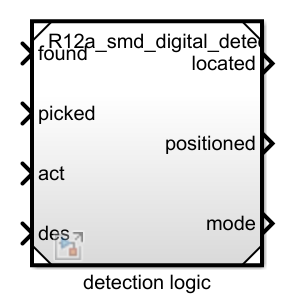 R12a_smd_digital_dete
found
located
picked
positioned
act
des
mode
detection logic